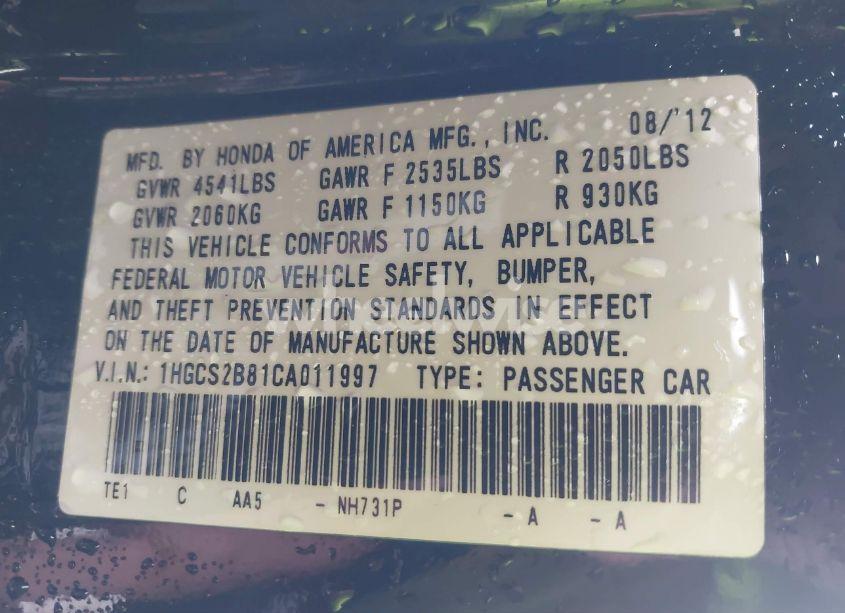 MFD. BY HONDA OF AMERICA MFG., INC. 08/'12
GVWR 4541LBS GAWR F 2535LBS R 2050LBS
GVWR 2060KG GAWR F 1150KG R 930KG
THIS VEHICLE CONFORMS TO ALL APPLICABLE
FEDERAL MOTOR VEHICLE SAFETY, BUMPER,
AND THEFT PREVENTION STANDARDS IN EFFECT
ON THE DATE OF MANUFACTURE SHOWN ABOVE.
V.I.N.: 1HGCS2B81CA011997 TYPE: PASSENGER CAR
TE1 C AA5 - NH731P - A - A